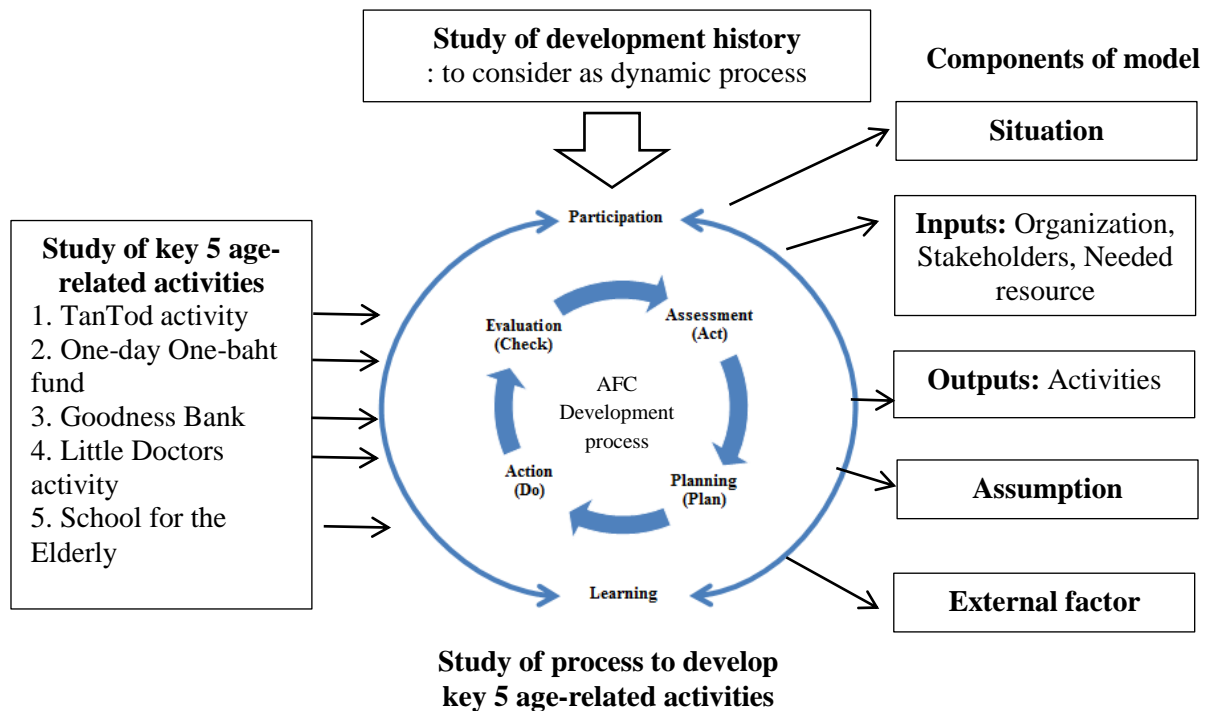 Study of development history
: to consider as dynamic process
Components of model
Situation
Inputs: Organization,
Stakeholders, Needed
resource
Outputs: Activities
Assumption
External factor
Study of key 5 age-
related activities
1. TanTod activity
2. One-day One-baht
fund
3. Goodness Bank
4. Little Doctors
activity
5. School for the
Elderly
Participation
Evaluation
(Check)
Assessment
(Act)
AFC
Development
process
Action
(Do)
Planning
(Plan)
Learning
Study of process to develop
key 5 age-related activities